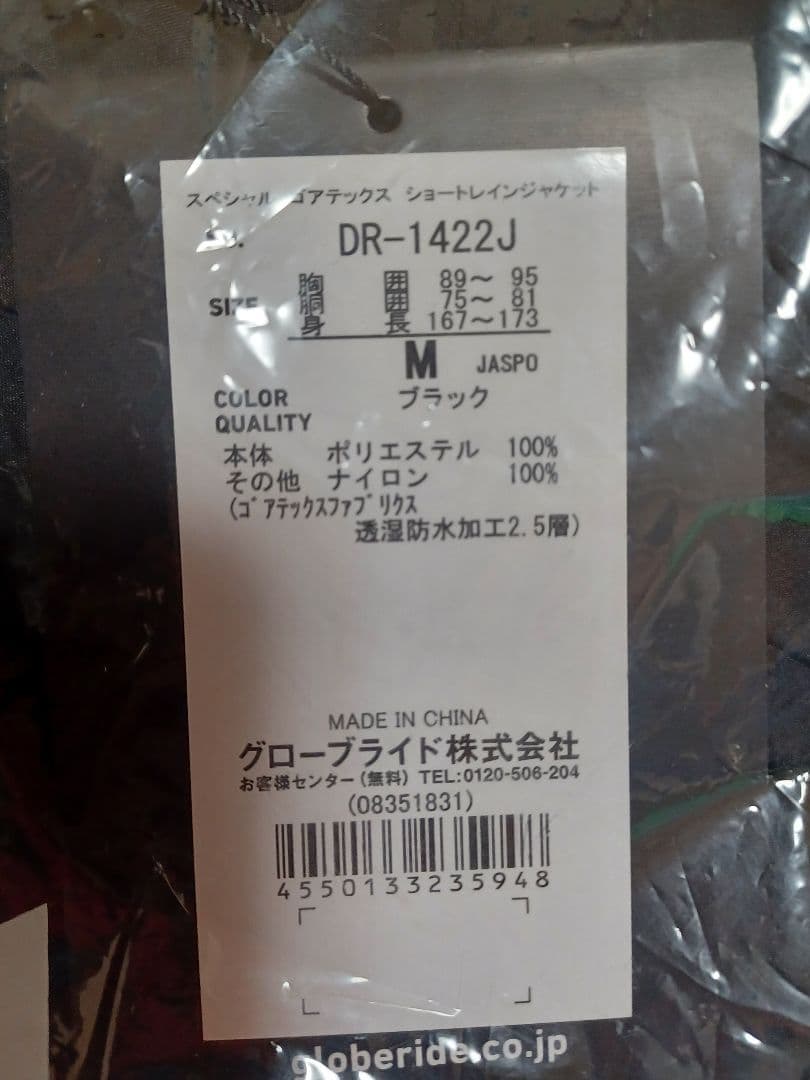 スペシャル ゴアテックス ショートレインジャケット
No. DR-1422J
胸 囲 89～ 95
SIZE 胴 囲 75～ 81
身 長 167～173
M JASPO
COLOR ブラック
QUALITY
本体 ポリエステル 100%
その他 ナイロン 100%
(ｺﾞｱﾃｯｸｽﾌｧﾌﾞﾘｸｽ
透湿防水加工2.5層)
MADE IN CHINA
グローブライド株式会社
お客様センター(無料) TEL:0120-506-204
(08351831)
4550133235948
globeride.co.jp